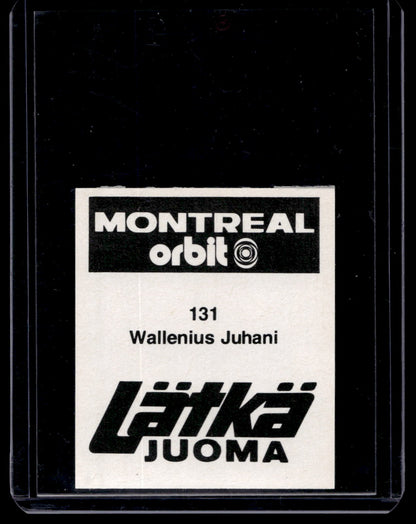 MONTREAL
orbit
131
Wallenius Juhani
Lätkä
JUOMA